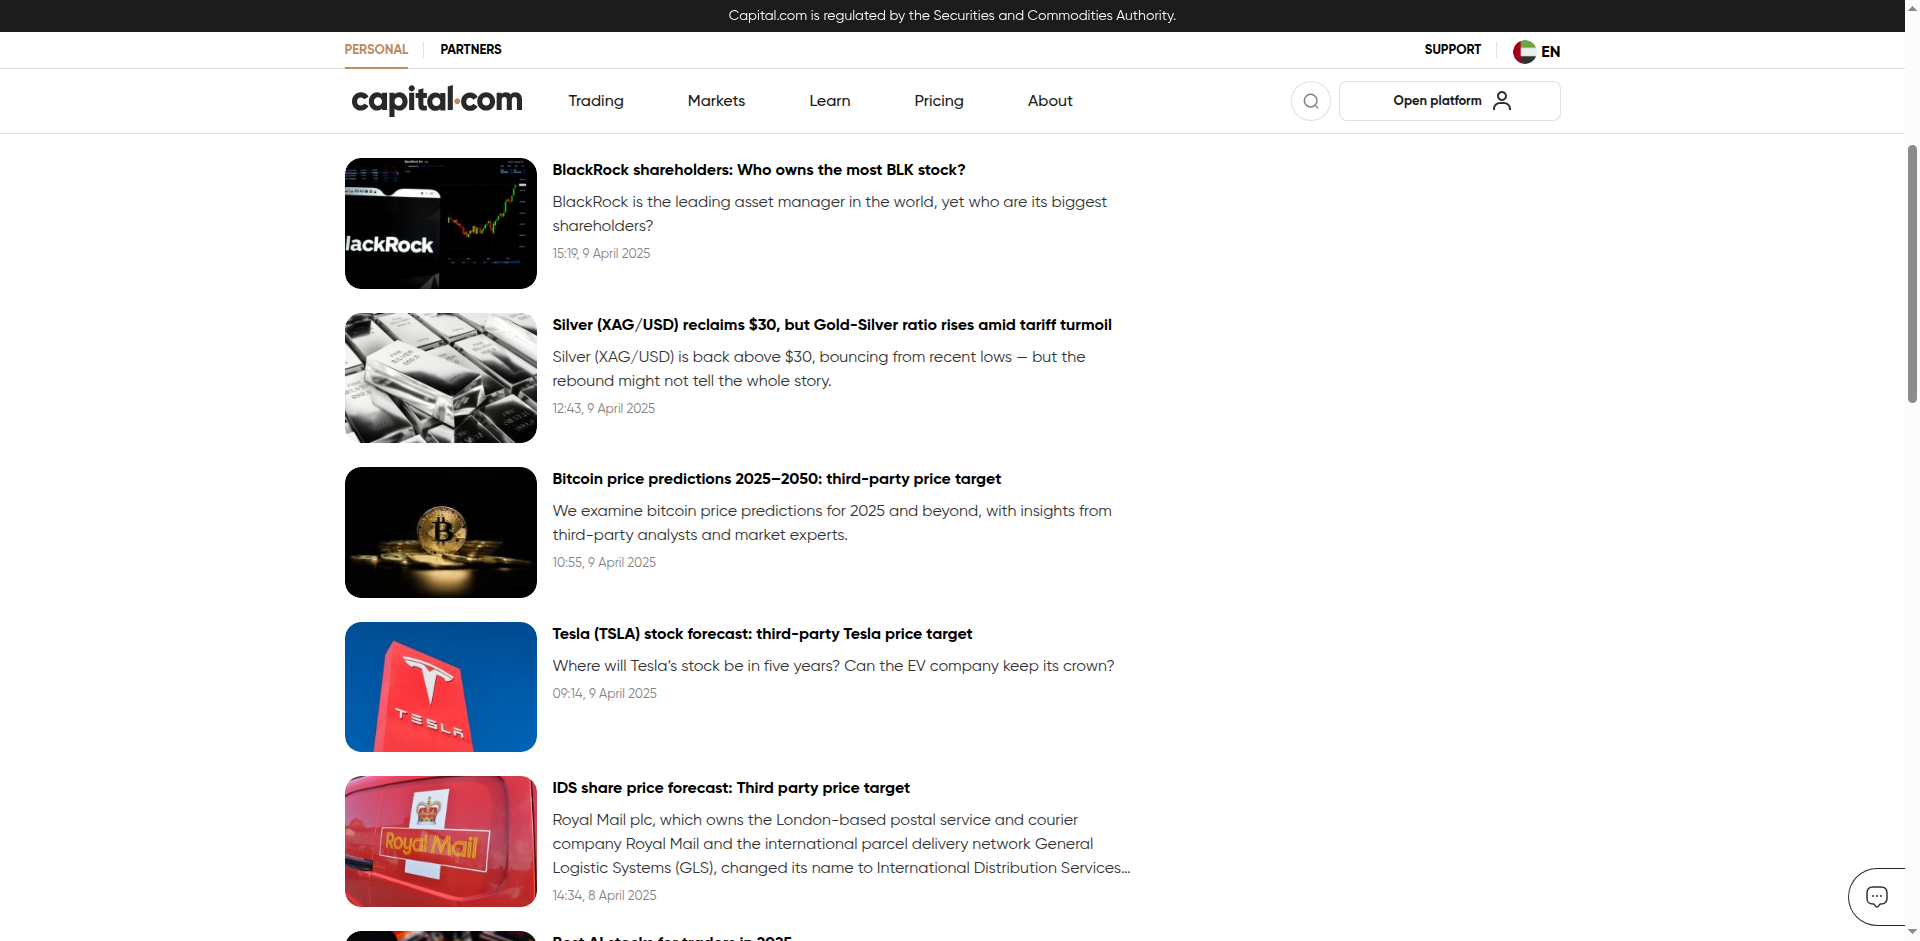 Capital.com is regulated by the Securities and Commodities Authority.
PERSONAL
PARTNERS
SUPPORT
EN
capital.com
Trading
Markets
Learn
Pricing
About
Open platform
lackRock
BlackRock shareholders: Who owns the most BLK stock?
BlackRock is the leading asset manager in the world, yet who are its biggest
shareholders?
15:19, 9 April 2025
Silver (XAG/USD) reclaims $30, but Gold-Silver ratio rises amid tariff turmoil
Silver (XAG/USD) is back above $30, bouncing from recent lows — but the
rebound might not tell the whole story.
12:43, 9 April 2025
Bitcoin price predictions 2025–2050: third-party price target
We examine bitcoin price predictions for 2025 and beyond, with insights from
third-party analysts and market experts.
10:55, 9 April 2025
TESLA
Tesla (TSLA) stock forecast: third-party Tesla price target
Where will Tesla’s stock be in five years? Can the EV company keep its crown?
09:14, 9 April 2025
Royal Mail
IDS share price forecast: Third party price target
Royal Mail plc, which owns the London-based postal service and courier
company Royal Mail and the international parcel delivery network General
Logistic Systems (GLS), changed its name to International Distribution Services...
14:34, 8 April 2025
Best AI stocks for traders in 2025